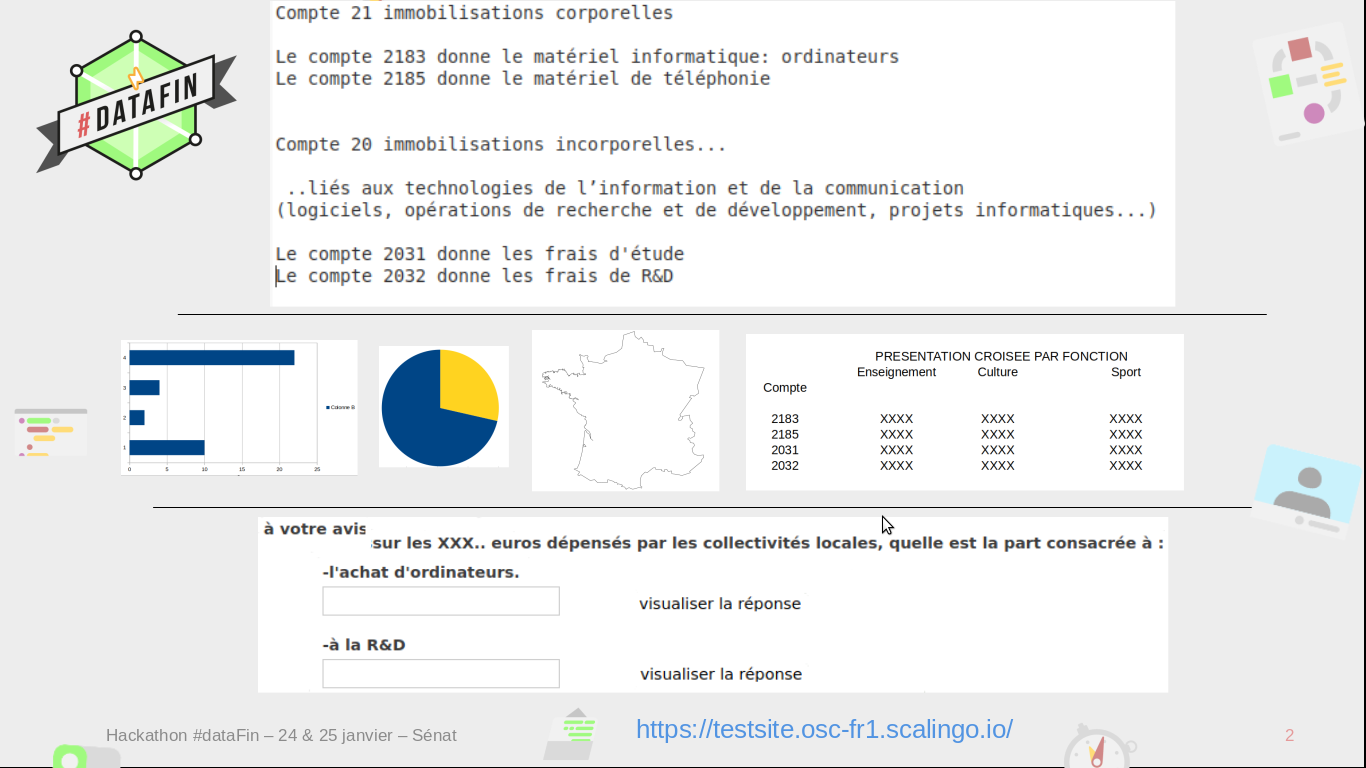 #DATAFIN
Compte 21 immobilisations corporelles
Le compte 2183 donne le matériel informatique: ordinateurs
Le compte 2185 donne le matériel de téléphonie
Compte 20 immobilisations incorporelles...
..liés aux technologies de l’information et de la communication
(logiciels, opérations de recherche et de développement, projets informatiques...)
Le compte 2031 donne les frais d'étude
Le compte 2032 donne les frais de R&D
4
3
2
1
0 5 10 15 20 25
Colonne B
PRESENTATION CROISEE PAR FONCTION
Enseignement Culture Sport
Compte
2183 XXXX XXXX XXXX
2185 XXXX XXXX XXXX
2031 XXXX XXXX XXXX
2032 XXXX XXXX XXXX
à votre avis
sur les XXX.. euros dépensés par les collectivités locales, quelle est la part consacrée à :
-l'achat d'ordinateurs.
visualiser la réponse
-à la R&D
visualiser la réponse
Hackathon #dataFin – 24 & 25 janvier – Sénat
https://testsite.osc-fr1.scalingo.io/
2